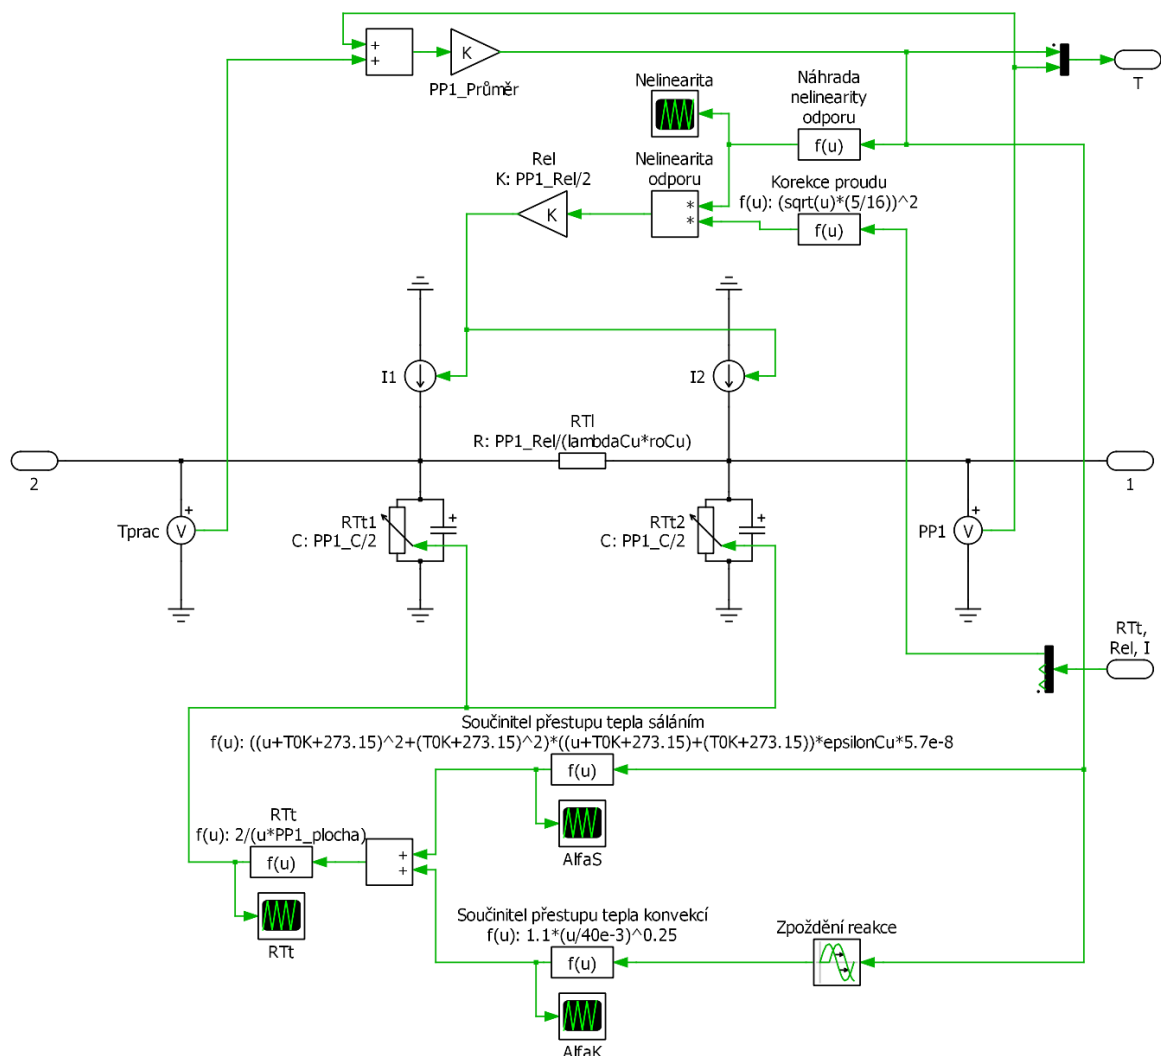 +
+
K
PP1_Průměr
T
Nelinearita
Náhrada
nelinearity
odporu
f(u)
Rel
K: PP1_Rel/2
K
Nelinearita
odporu
*
*
Korekce proudu
f(u): (sqrt(u)*(5/16))^2
f(u)
I1
I2
RTl
R: PP1_Rel/(lambdaCu*roCu)
2
1
Tprac
+
V
RTt1
C: PP1_C/2
+
RTt2
C: PP1_C/2
+
PP1
+
V
RTt,
Rel, I
Součinitel přestupu tepla sáláním
f(u): ((u+T0K+273.15)^2+(T0K+273.15)^2)*((u+T0K+273.15)+(T0K+273.15))*epsilonCu*5.7e-8
f(u)
AlfaS
RTt
f(u): 2/(u*PP1_plocha)
f(u)
+
+
RTt
Součinitel přestupu tepla konvekcí
f(u): 1.1*(u/40e-3)^0.25
f(u)
Zpoždění reakce
AlfaK